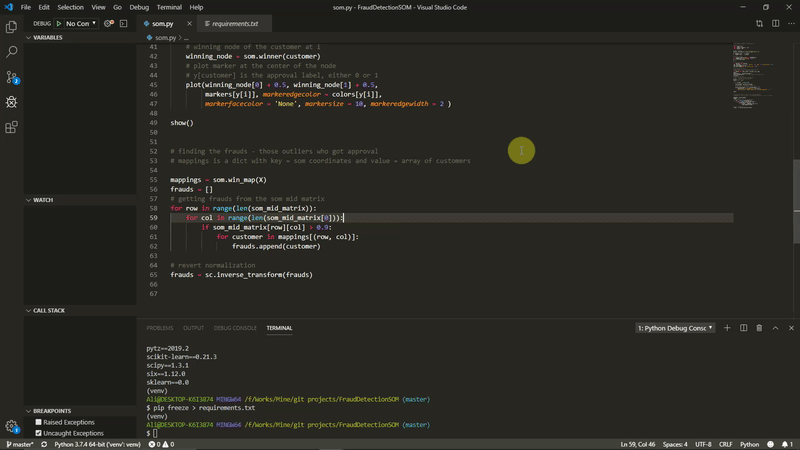 File Edit Selection View Go Debug Terminal Help
som.py - FraudDetectionSOM - Visual Studio Code
DEBUG No Con
som.py
requirements.txt
som.py > ...
VARIABLES
WATCH
CALL STACK
BREAKPOINTS
Raised Exceptions
Uncaught Exceptions
41 # winning node of the customer at i
42 winning_node = som.winner(customer)
43 # plot marker at the center of the node
44 # y[customer] is the approval label, either 0 or 1
45 plot(winning_node[0] + 0.5, winning_node[1] + 0.5,
46 markers[y[i]], markeredgecolor = colors[y[i]],
47 markerfacecolor = 'None', markersize = 10, markeredgewidth = 2 )
48
49 show()
50
51
52 # finding the frauds - those outliers who got approval
53 # mappings is a dict with key = som coordinates and value = array of customers
54
55 mappings = som.win_map(X)
56 frauds = []
57 # getting frauds from the som mid matrix
58 for row in range(len(som_mid_matrix)):
59 for col in range(len(som_mid_matrix[0])):
60 if som_mid_matrix[row][col] > 0.9:
61 for customer in mappings[(row, col)]:
62 frauds.append(customer)
63
64 # revert normalization
65 frauds = sc.inverse_transform(frauds)
66
67
PROBLEMS OUTPUT DEBUG CONSOLE TERMINAL
1: Python Debug Consc
pytz==2019.2
scikit-learn==0.21.3
scipy==1.3.1
six==1.12.0
sklearn==0.0
(venv)
Ali@DESKTOP-K6I3874 MINGW64 /f/Works/Mine/git projects/FraudDetectionSOM (master)
$ pip freeze > requirements.txt
(venv)
Ali@DESKTOP-K6I3874 MINGW64 /f/Works/Mine/git projects/FraudDetectionSOM (master)
$
master* Python 3.7.4 64-bit ('venv': venv) 0 0
Ln 59, Col 46 Spaces: 4 UTF-8 CRLF Python 1